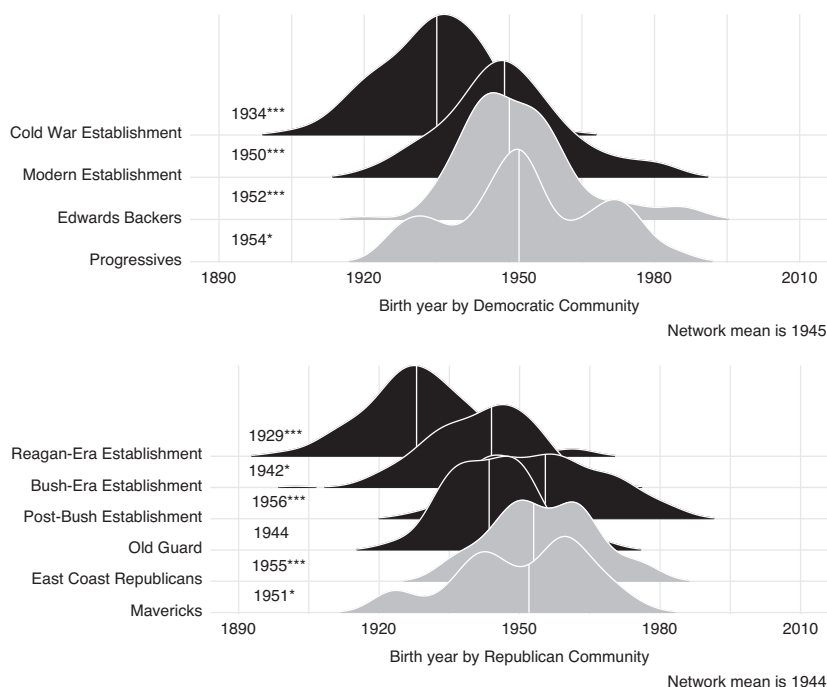 1934***
Cold War Establishment
1950***
Modern Establishment
1952***
Edwards Backers
1954*
Progressives
1890 1920 1950 1980 2010
Birth year by Democratic Community
Network mean is 1945
1929***
Reagan-Era Establishment
1942*
Bush-Era Establishment
1956***
Post-Bush Establishment
1944
Old Guard
1955***
East Coast Republicans
1951*
Mavericks
1890 1920 1950 1980 2010
Birth year by Republican Community
Network mean is 1944